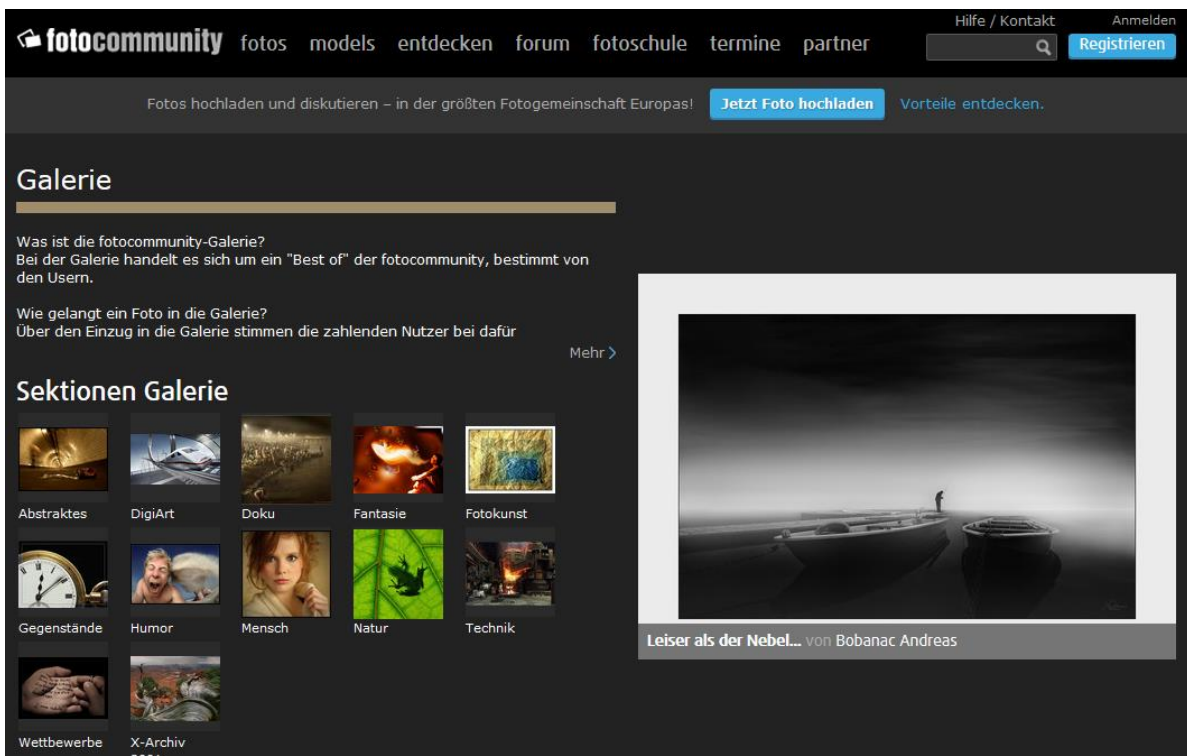 fotocommunity fotos models entdecken forum fotoschule termine partner
Hilfe / Kontakt Anmelden
Registrieren
Fotos hochladen und diskutieren – in der größten Fotogemeinschaft Europas! Jetzt Foto hochladen Vorteile entdecken.
Galerie
Was ist die fotocommunity-Galerie?
Bei der Galerie handelt es sich um ein "Best of" der fotocommunity, bestimmt von
den Usern.
Wie gelangt ein Foto in die Galerie?
Über den Einzug in die Galerie stimmen die zahlenden Nutzer bei dafür
Mehr
Sektionen Galerie
Abstraktes DigiArt Doku Fantasie Fotokunst
Gegenstände Humor Mensch Natur Technik
Wettbewerbe X-Archiv
Leiser als der Nebel... von Bobanac Andreas